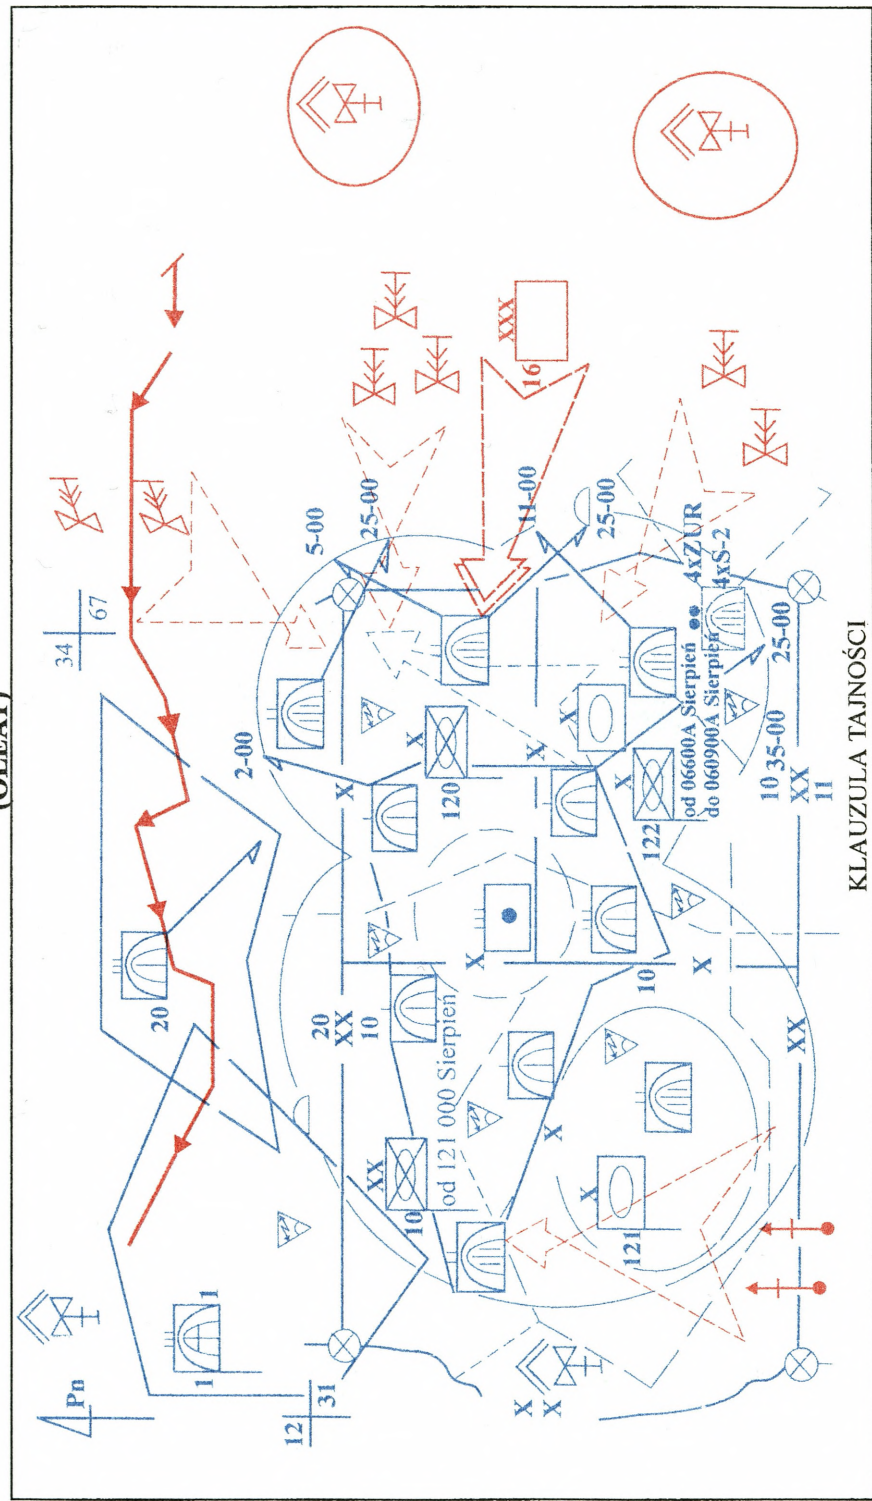 (OLEAT)
Pn
12
31
34
67
1
1
20
2-00
5-00
25-00
11-00
25-00
XXX
16
X
X
120
X
X
X
122
od 06600A Sierpień
do 060900A Sierpień
4xZUR
4xS-2
25-00
35-00
10
XX
11
20
XX
10
X
10
X
XX
10
od 121 000 Sierpień
X
X
121
XX
X
X
KLAUZULA TAJNOŚCI